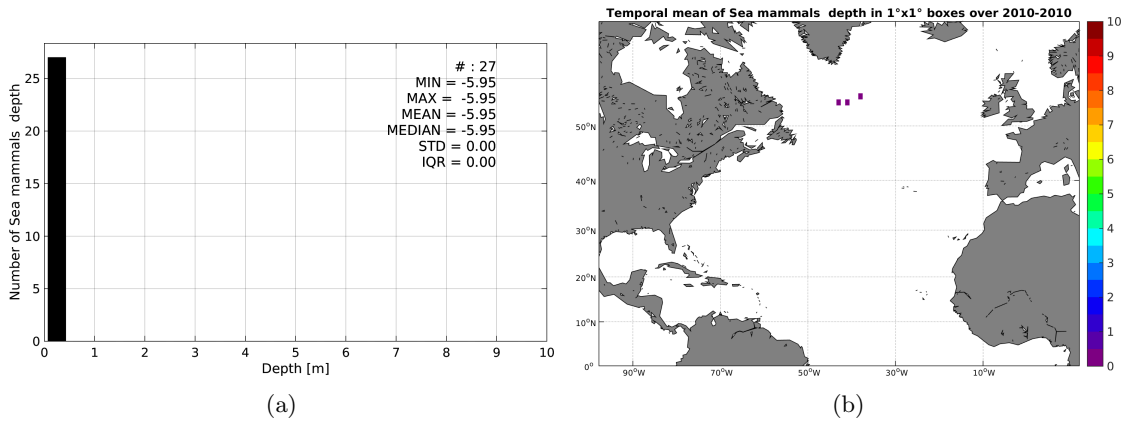 Number of Sea mammals  depth
25
20
15
10
5
0
# : 27
MIN = -5.95
MAX =  -5.95
MEAN = -5.95
MEDIAN = -5.95
STD = 0.00
IQR = 0.00
0 1 2 3 4 5 6 7 8 9 10
Depth [m]
(a)
Temporal mean of Sea mammals  depth in 1°x1° boxes over 2010-2010
50°N
40°N
30°N
20°N
10°N
0°
90°W 70°W 50°W 30°W 10°W
10
9
8
7
6
5
4
3
2
1
0
(b)